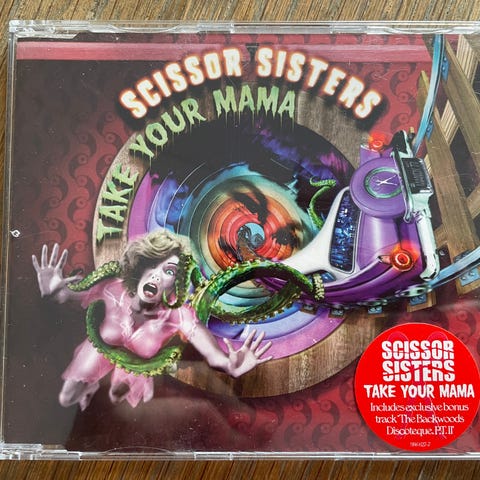 SCISSOR SISTERS
TAKE YOUR MAMA
SCISSOR
SISTERS
TAKE YOUR MAMA
Includes exclusive bonus
track 'The Backwoods
Discoteque, P.T. II'